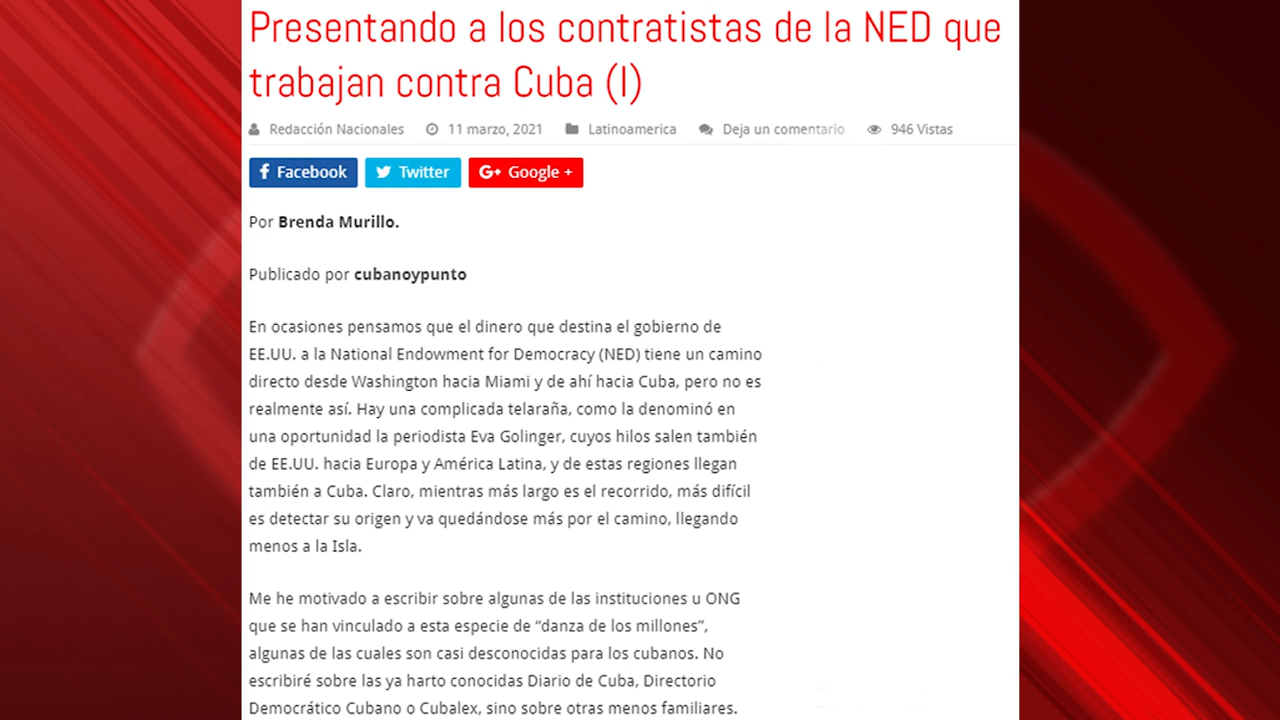 Presentando a los contratistas de la NED que
trabajan contra Cuba (I)
Redacción Nacionales 11 marzo, 2021 Latinoamerica Deja un comentario 946 Vistas
Facebook Twitter G+ Google +
Por Brenda Murillo.
Publicado por cubanoypunto
En ocasiones pensamos que el dinero que destina el gobierno de
EE.UU. a la National Endowment for Democracy (NED) tiene un camino
directo desde Washington hacia Miami y de ahí hacia Cuba, pero no es
realmente así. Hay una complicada telaraña, como la denominó en
una oportunidad la periodista Eva Golinger, cuyos hilos salen también
de EE.UU. hacia Europa y América Latina, y de estas regiones llegan
también a Cuba. Claro, mientras más largo es el recorrido, más difícil
es detectar su origen y va quedándose más por el camino, llegando
menos a la Isla.
Me he motivado a escribir sobre algunas de las instituciones u ONG
que se han vinculado a esta especie de “danza de los millones”,
algunas de las cuales son casi desconocidas para los cubanos. No
escribiré sobre las ya harto conocidas Diario de Cuba, Directorio
Democrático Cubano o Cubalex, sino sobre otras menos familiares.